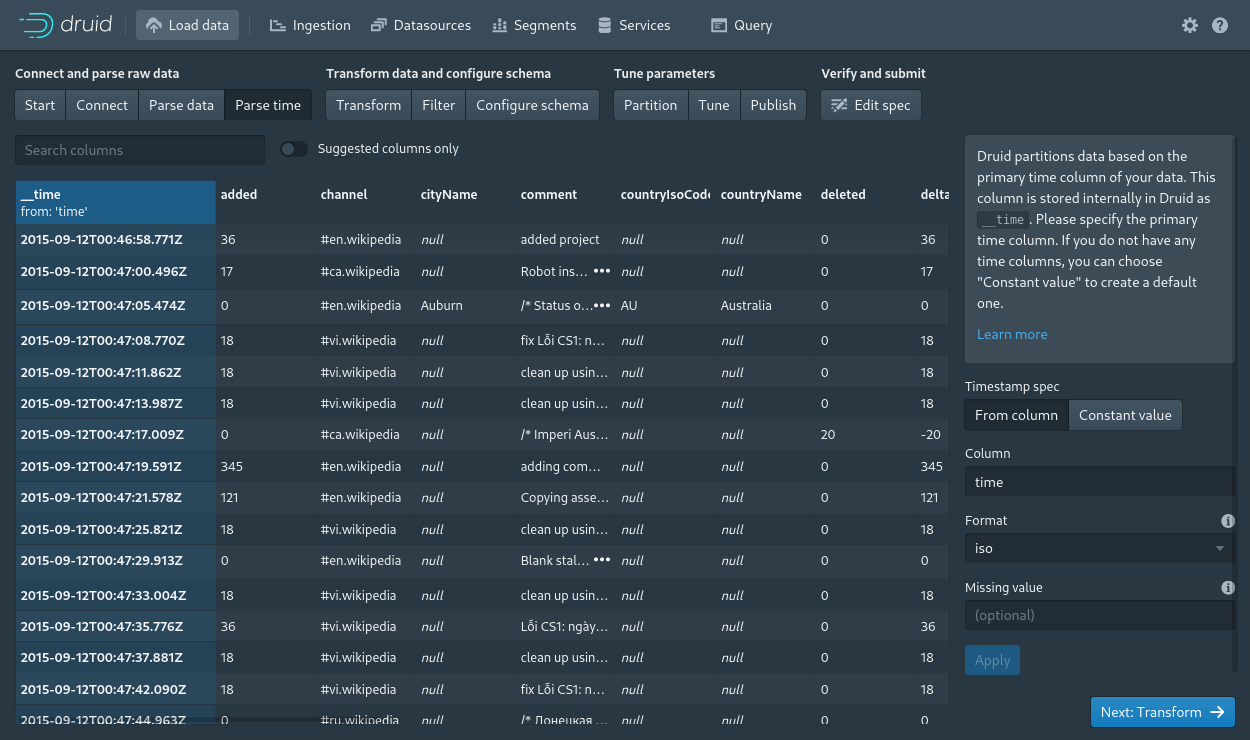 druid Load data Ingestion Datasources Segments Services Query
Connect and parse raw data Transform data and configure schema Tune parameters Verify and submit
Start Connect Parse data Parse time Transform Filter Configure schema Partition Tune Publish Edit spec
Search columns Suggested columns only
__time added channel cityName comment countryIsoCode countryName deleted delta
from: 'time'
2015-09-12T00:46:58.771Z 36 #en.wikipedia null added project null null 0 36
2015-09-12T00:47:00.496Z 17 #ca.wikipedia null Robot ins... ••• null null 0 17
2015-09-12T00:47:05.474Z 0 #en.wikipedia Auburn /* Status o... ••• AU Australia 0 0
2015-09-12T00:47:08.770Z 18 #vi.wikipedia null fix Lỗi CS1: n... null null 0 18
2015-09-12T00:47:11.862Z 18 #vi.wikipedia null clean up usin... null null 0 18
2015-09-12T00:47:13.987Z 18 #vi.wikipedia null clean up usin... null null 0 18
2015-09-12T00:47:17.009Z 0 #ca.wikipedia null /* Imperi Aus... null null 20 -20
2015-09-12T00:47:19.591Z 345 #en.wikipedia null adding com... null null 0 345
2015-09-12T00:47:21.578Z 121 #en.wikipedia null Copying asse... null null 0 121
2015-09-12T00:47:25.821Z 18 #vi.wikipedia null clean up usin... null null 0 18
2015-09-12T00:47:29.913Z 0 #en.wikipedia null Blank stal... ••• null null 0 0
2015-09-12T00:47:33.004Z 18 #vi.wikipedia null clean up usin... null null 0 18
2015-09-12T00:47:35.776Z 36 #vi.wikipedia null Lỗi CS1: ngày... null null 0 36
2015-09-12T00:47:37.881Z 18 #vi.wikipedia null clean up usin... null null 0 18
2015-09-12T00:47:42.090Z 18 #vi.wikipedia null fix Lỗi CS1: n... null null 0 18
2015-09-12T00:47:44.963Z 0 #ru.wikipedia null /* Донецкая ... null null 0 0
Druid partitions data based on the
primary time column of your data. This
column is stored internally in Druid as
__time. Please specify the primary
time column. If you do not have any
time columns, you can choose
"Constant value" to create a default
one.
Learn more
Timestamp spec
From column Constant value
Column
time
Format
iso
Missing value
(optional)
Apply
Next: Transform